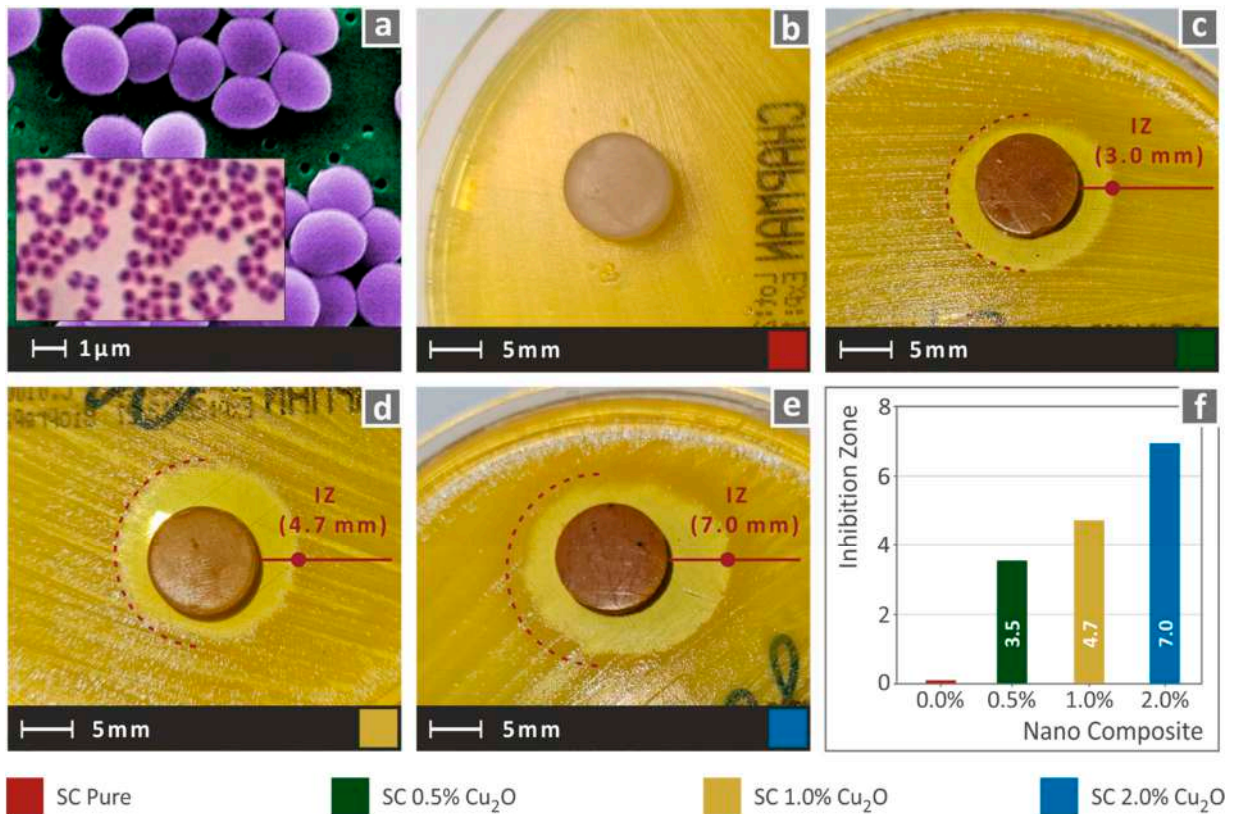 a
1μm
b
CHAPMAN
5mm
c
IZ
(3.0 mm)
5mm
d
IZ
(4.7 mm)
5mm
e
IZ
(7.0 mm)
5mm
f
Inhibition Zone
8
6
4
2
0
3.5
4.7
7.0
0.0% 0.5% 1.0% 2.0%
Nano Composite
SC Pure
SC 0.5% Cu₂O
SC 1.0% Cu₂O
SC 2.0% Cu₂O